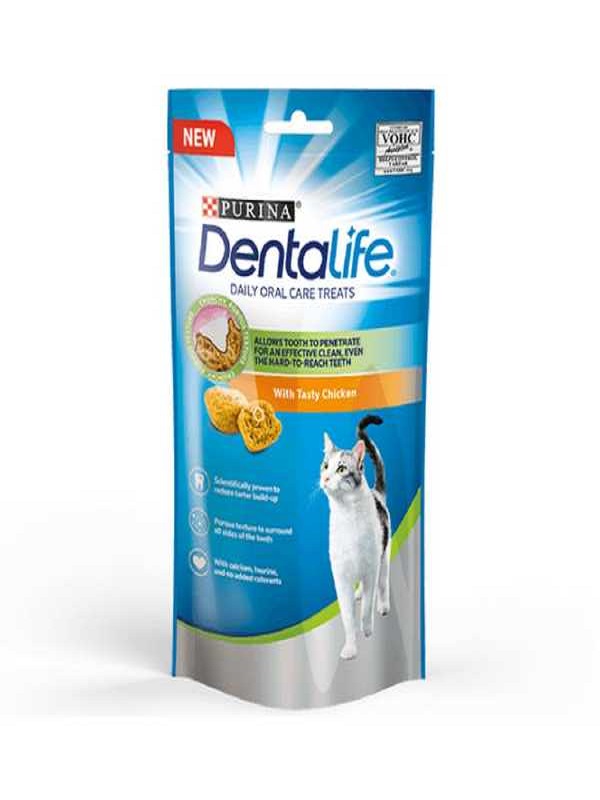 NEW
VOHC
PURINA®
DentaLife®
DAILY ORAL CARE TREATS
ALLOWS TOOTH TO PENETRATE
FOR AN EFFECTIVE CLEAN, EVEN
THE HARD-TO-REACH TEETH
With Tasty Chicken
Scientifically proven to
reduce tartar build-up
Porous texture to surround
all sides of the tooth
With calcium, taurine,
and no added colorants